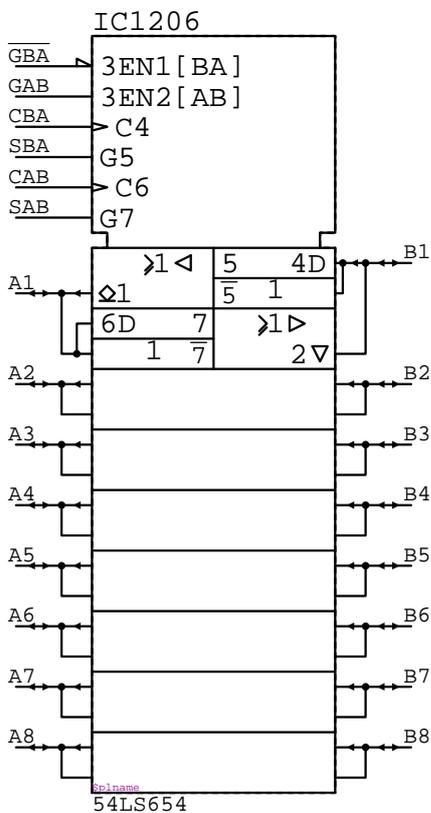 IC1206
GBA 3EN1[BA]
GAB 3EN2[AB]
CBA C4
SBA G5
CAB C6
SAB G7
≥1 5 4D B1
A1 1 5 1
6D 7 ≥1
1 7 2
A2 B2
A3 B3
A4 B4
A5 B5
A6 B6
A7 B7
A8 B8
$plname
54LS654